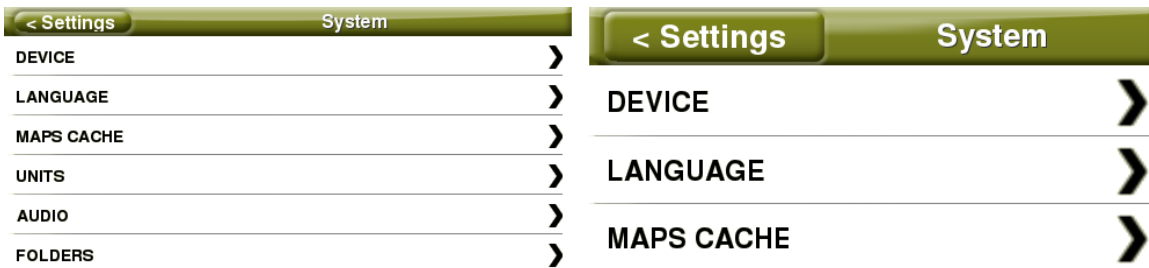 < Settings System
DEVICE
LANGUAGE
MAPS CACHE
UNITS
AUDIO
FOLDERS
< Settings System
DEVICE
LANGUAGE
MAPS CACHE